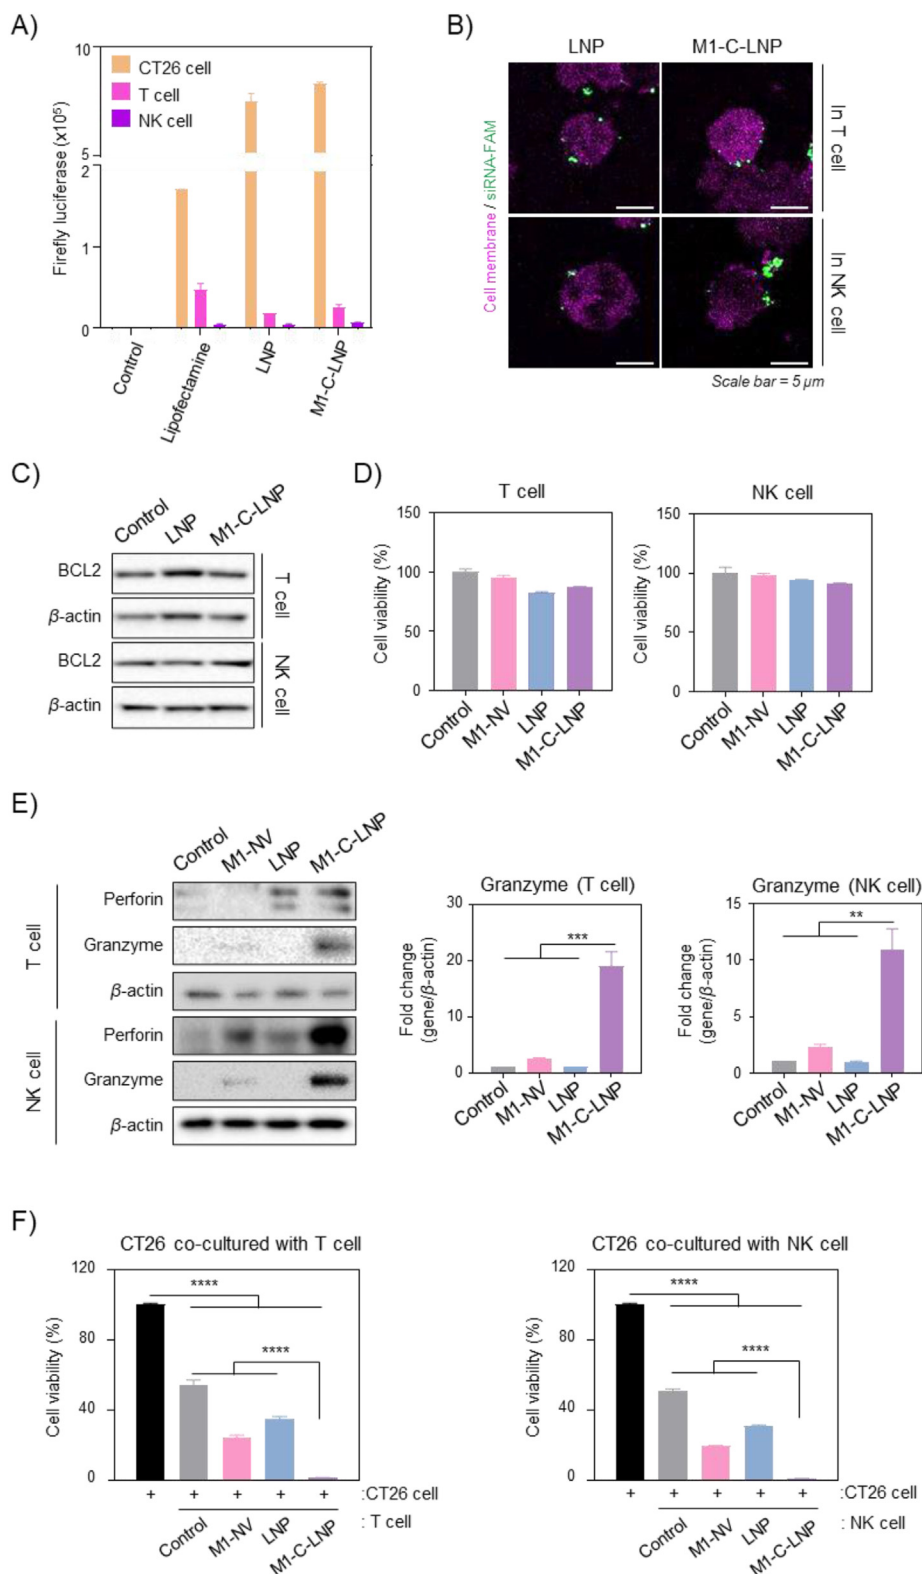 A)
10
5
2
1
0
Firefly luciferase (x10⁵)
CT26 cell
T cell
NK cell
Control
Lipofectamine
LNP
M1-C-LNP
B)
LNP
M1-C-LNP
Cell membrane / siRNA-FAM
In T cell
In NK cell
Scale bar = 5 µm
C)
Control
LNP
M1-C-LNP
BCL2
β-actin
T cell
BCL2
β-actin
NK cell
D)
T cell
150
100
50
0
Cell viability (%)
Control
M1-NV
LNP
M1-C-LNP
NK cell
150
100
50
0
Cell viability (%)
Control
M1-NV
LNP
M1-C-LNP
E)
Control
M1-NV
LNP
M1-C-LNP
T cell
Perforin
Granzyme
β-actin
NK cell
Perforin
Granzyme
β-actin
Granzyme (T cell)
30
20
10
0
Fold change
(gene/β-actin)
***
Control
M1-NV
LNP
M1-C-LNP
Granzyme (NK cell)
15
10
5
0
Fold change
(gene/β-actin)
**
Control
M1-NV
LNP
M1-C-LNP
F)
CT26 co-cultured with T cell
120
80
40
0
Cell viability (%)
****
****
+ + + + + :CT26 cell
: T cell
Control
M1-NV
LNP
M1-C-LNP
CT26 co-cultured with NK cell
120
80
40
0
Cell viability (%)
****
****
+ + + + + :CT26 cell
: NK cell
Control
M1-NV
LNP
M1-C-LNP